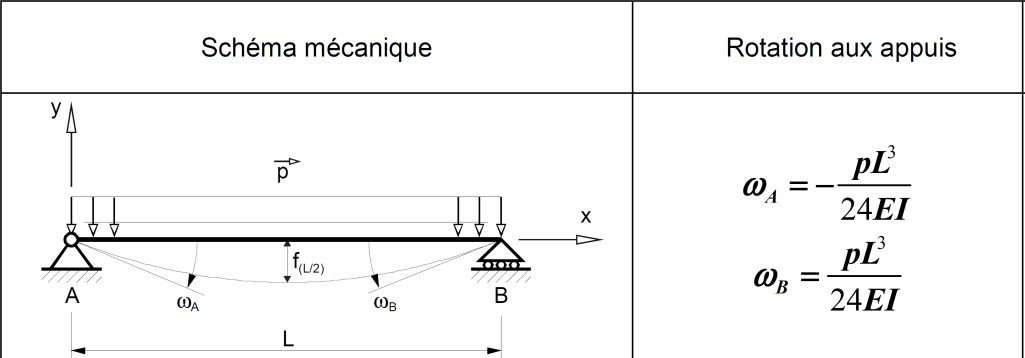 Schéma mécanique
Rotation aux appuis
y
p
x
f(L/2)
A
ωA
ωB
B
L
ωA = - pL³/24EI
ωB = pL³/24EI